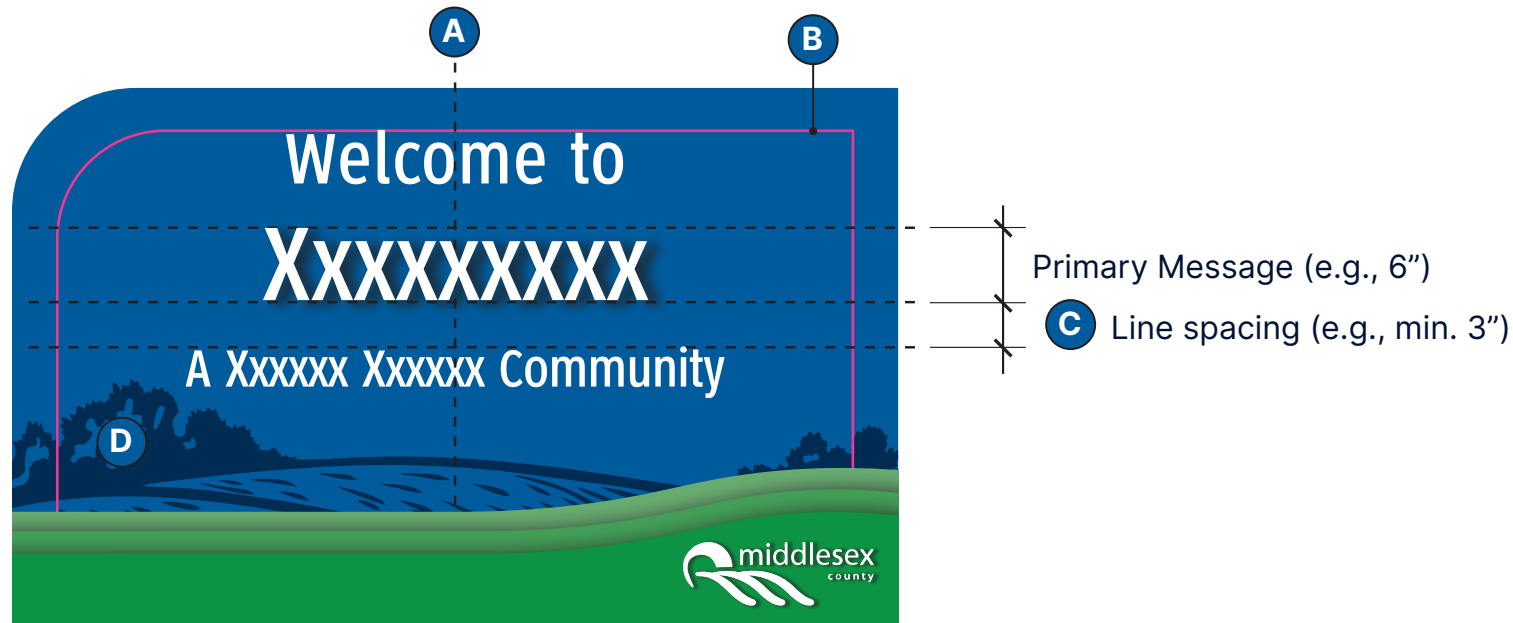 A
B
Welcome to
Xxxxxxxxx
Primary Message (e.g., 6”)
C Line spacing (e.g., min. 3”)
A Xxxxxx Xxxxxx Community
D
middlesex
county